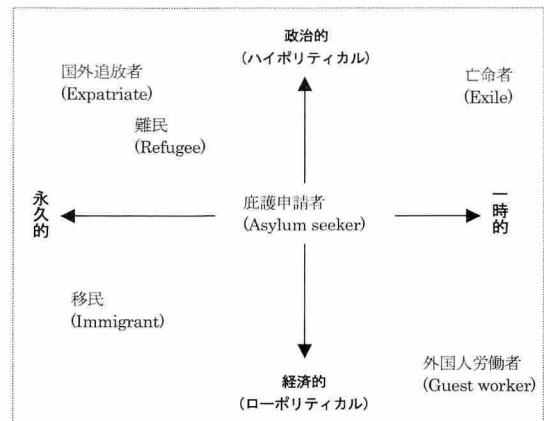 政治的
(ハイポリティカル)
国外追放者
(Expatriate)
亡命者
(Exile)
難民
(Refugee)
永久的
庇護申請者
(Asylum seeker)
一時的
移民
(Immigrant)
外国人労働者
(Guest worker)
経済的
(ローポリティカル)